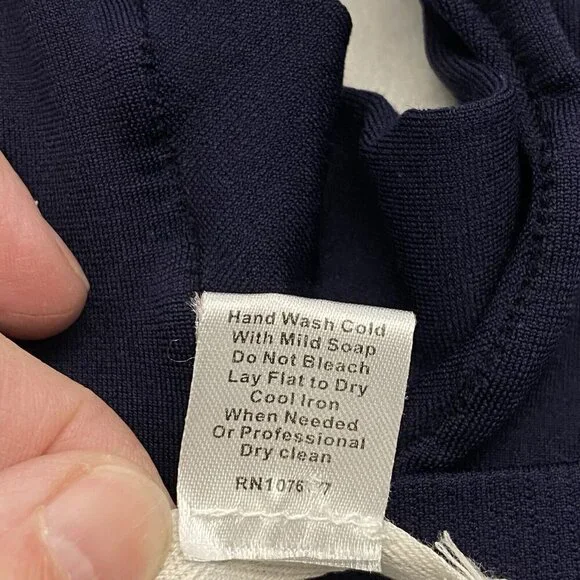 Hand Wash Cold
With Mild Soap
Do Not Bleach
Lay Flat to Dry
Cool Iron
When Needed
Or Professional
Dry clean